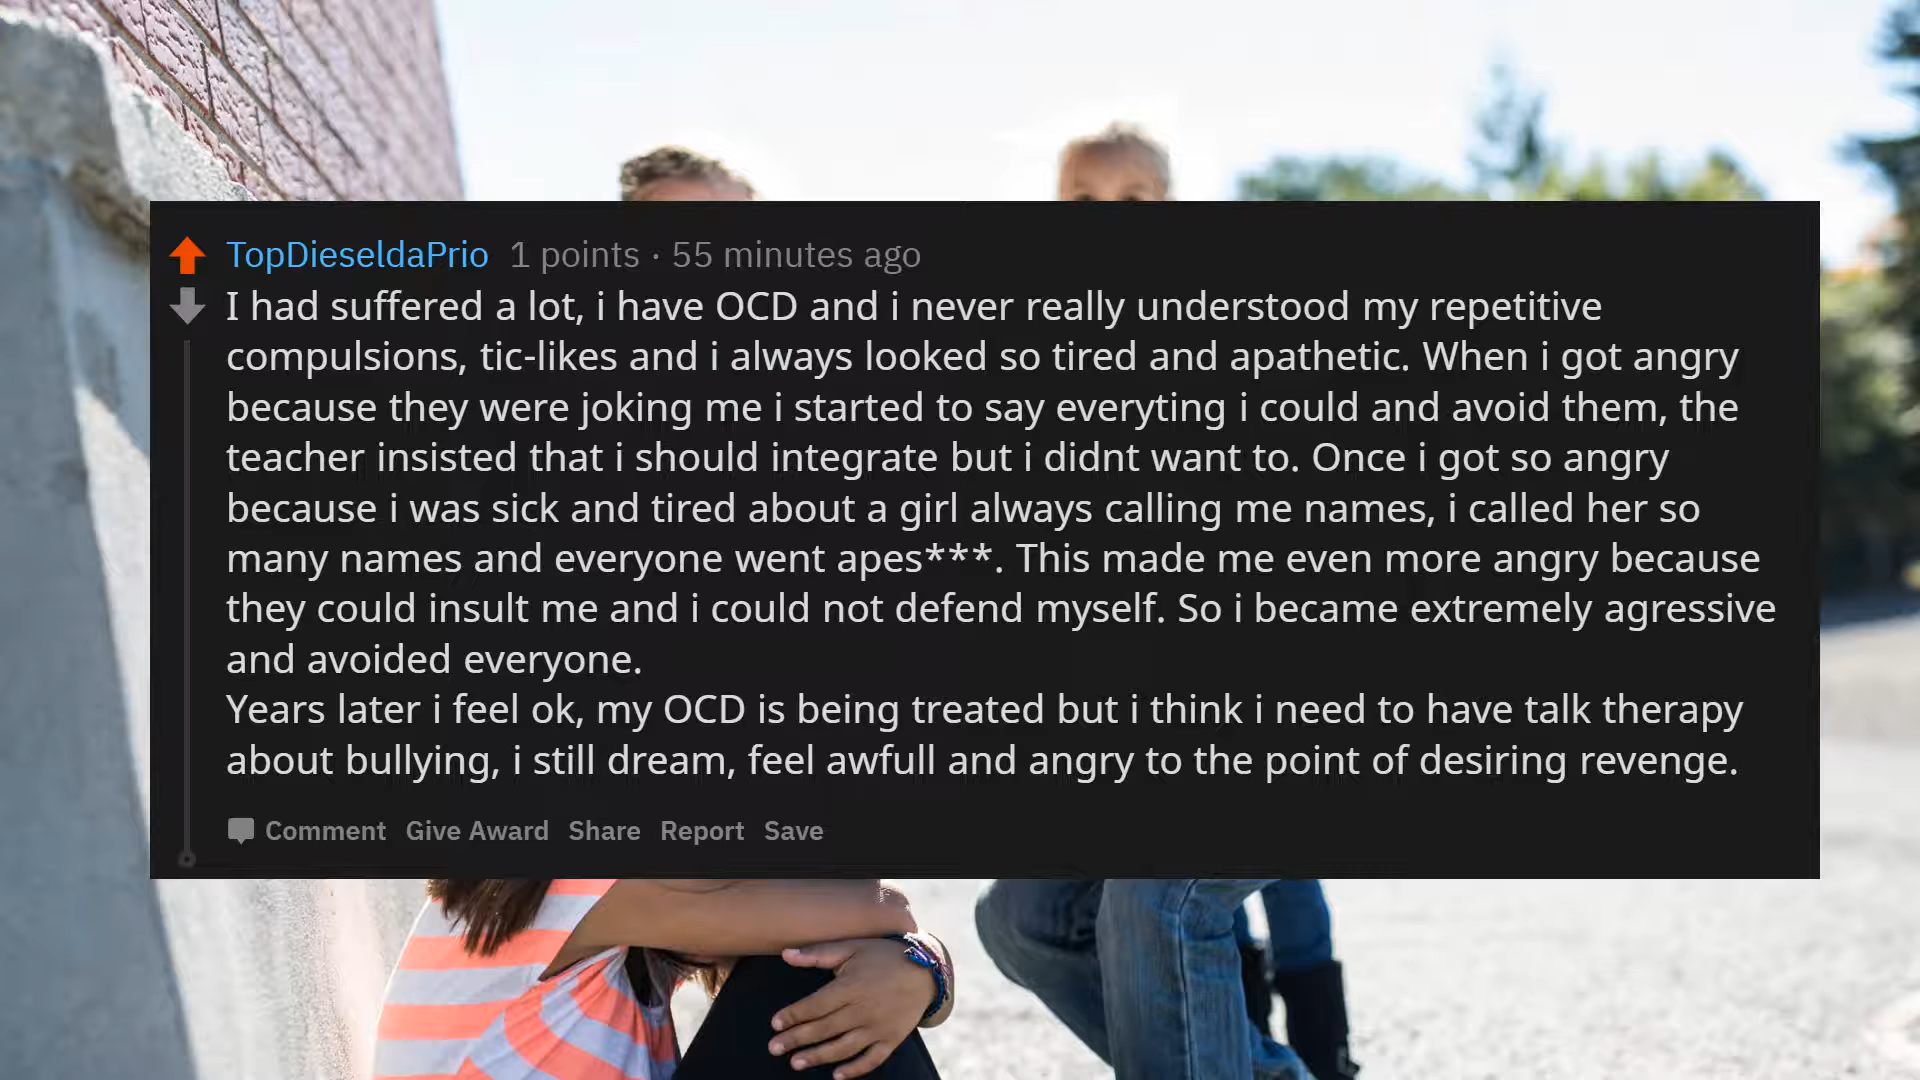 TopDieseldaPrio 1 points · 55 minutes ago
I had suffered a lot, i have OCD and i never really understood my repetitive
compulsions, tic-likes and i always looked so tired and apathetic. When i got angry
because they were joking me i started to say everyting i could and avoid them, the
teacher insisted that i should integrate but i didnt want to. Once i got so angry
because i was sick and tired about a girl always calling me names, i called her so
many names and everyone went apes***. This made me even more angry because
they could insult me and i could not defend myself. So i became extremely agressive
and avoided everyone.
Years later i feel ok, my OCD is being treated but i think i need to have talk therapy
about bullying, i still dream, feel awfull and angry to the point of desiring revenge.
Comment Give Award Share Report Save